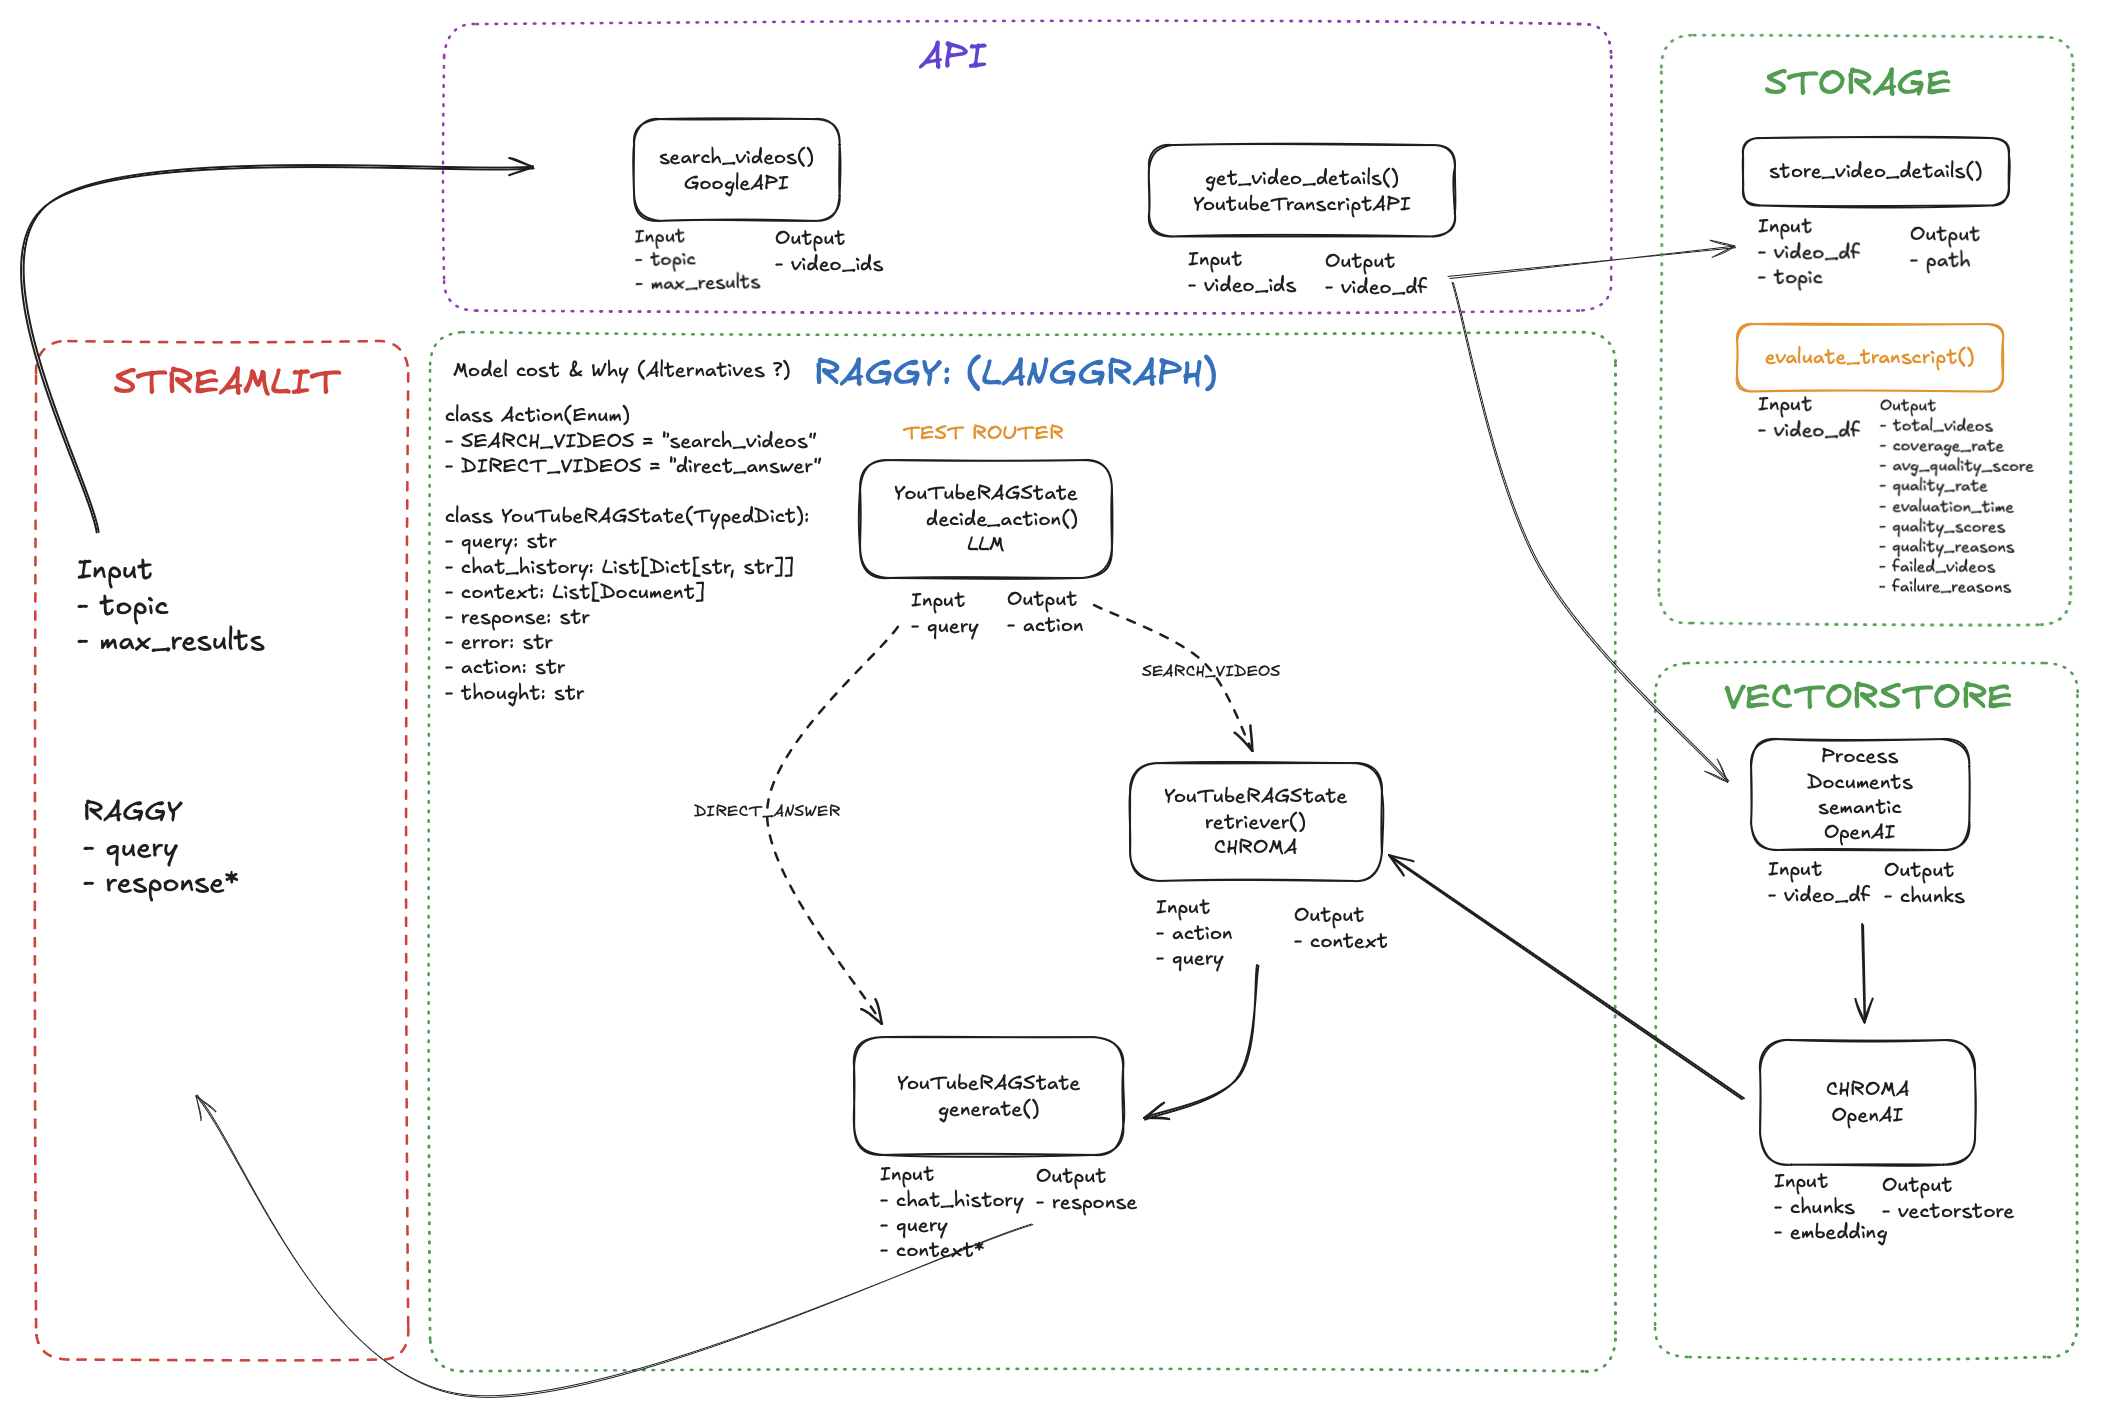 API
search_videos()
GoogleAPI
Input
- topic
- max_results
Output
- video_ids
get_video_details()
YoutubeTranscriptAPI
Input
- video_ids
Output
- video_df
STORAGE
store_video_details()
Input
- video_df
- topic
Output
- path
evaluate_transcript()
Input
- video_df
Output
- total_videos
- coverage_rate
- avg_quality_score
- quality_rate
- evaluation_time
- quality_scores
- quality_reasons
- failed_videos
- failure_reasons
STREAMLIT
Input
- topic
- max_results
RAGGY
- query
- response*
Model cost & Why (Alternatives ?)
RAGGY: (LANGGRAPH)
class Action(Enum)
- SEARCH_VIDEOS = "search_videos"
- DIRECT_VIDEOS = "direct_answer"
class YouTubeRAGState(TypedDict):
- query: str
- chat_history: List[Dict[str, str]]
- context: List[Document]
- response: str
- error: str
- action: str
- thought: str
TEST ROUTER
YouTubeRAGState
decide_action()
LLM
Input
- query
Output
- action
SEARCH_VIDEOS
DIRECT_ANSWER
YouTubeRAGState
retriever()
CHROMA
Input
- action
- query
Output
- context
YouTubeRAGState
generate()
Input
- chat_history
- query
- context*
Output
- response
VECTORSTORE
Process
Documents
semantic
OpenAI
Input
- video_df
Output
- chunks
CHROMA
OpenAI
Input
- chunks
- embedding
Output
- vectorstore